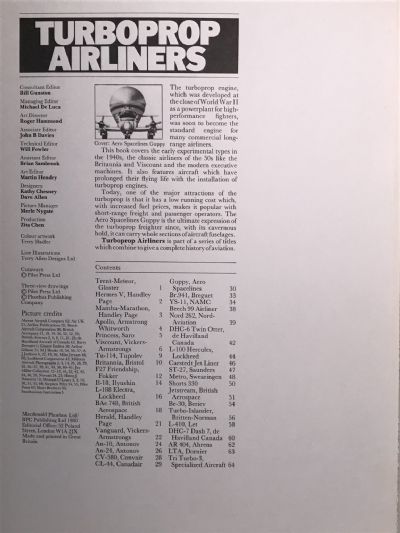 TURBOPROP
AIRLINERS
Consultant Editor
Bill Gunston
Managing Editor
Michael De Luca
Art Director
Roger Hammond
Associate Editor
John B Davies
Technical Editor
Will Fowler
Assistant Editor
Brian Sambrook
Art Editor
Martin Hendry
Designers
Kathy Chissery
Dave Allen
Picture Manager
Merle Nygate
Production
Zita Chen
Colour artwork
Terry Hadler
Line illustrations
Terry Allen Designs Ltd
Cutaways
© Pilot Press Ltd
Three-view drawings
© Pilot Press Ltd
© Phoebus Publishing
Company
Picture credits
Macdonald Phoebus Ltd/
BPC Publishing Ltd 1980
Editorial Office: 52 Poland
Street, London W1A 2JX
Made and printed in Great
Britain
Cover: Aero Spacelines Guppy
The turboprop engine,
which was developed at
the close of World War II
as a powerplant for high-
performance fighters,
was soon to become the
standard engine for
many commercial long-
range airliners.
This book covers the early experimental types in
the 1940s, the classic airliners of the 50s like the
Britannia and Viscount and the modern executive
machines. It also features aircraft which have
prolonged their flying life with the installation of
turboprop engines.
Today, one of the major attractions of the
turboprop is that it has a low running cost which,
with increased fuel prices, makes it popular with
short-range freight and passenger operators. The
Aero Spacelines Guppy is the ultimate expression of
the turboprop freighter since, with its cavernous
hold, it can carry whole sections of aircraft fuselages.
Turboprop Airliners is part of a series of titles
which combine to give a complete history of aviation.
Contents
Trent-Meteor,
Gloster 1
Hermes V, Handley
Page 2
Mamba-Marathon,
Handley Page 3
Apollo, Armstrong
Whitworth 4
Princess, Saro 5
Viscount, Vickers-
Armstrongs 6
Tu-114, Tupolev 9
Britannia, Bristol 10
F27 Friendship,
Fokker 12
Il-18, Ilyushin 14
L-188 Electra,
Lockheed 16
BAe 748, British
Aerospace 18
Herald, Handley
Page 21
Vanguard, Vickers-
Armstrongs 22
An-10, Antonov 24
An-24, Antonov 26
CV-580, Convair 28
CL-44, Canadair 29
Guppy, Aero
Spacelines 30
Br.941, Breguet 33
YS-11, NAMC 34
Beech 99 Airliner 38
Nord 262, Nord-
Aviation 39
DHC-6 Twin Otter,
de Havilland
Canada 42
L-100 Hercules,
Lockheed 44
Carstedt Jet Liner 46
ST-27, Saunders 47
Metro, Swearingen 48
Shorts 330 50
Jetstream, British
Aerospace 51
Be-30, Beriev 54
Turbo-Islander,
Britten-Norman 56
L-410, Let 58
DHC-7 Dash 7, de
Havilland Canada 60
AR 404, Ahrens 62
LTA, Dornier 63
Tri Turbo-3,
Specialized Aircraft 64